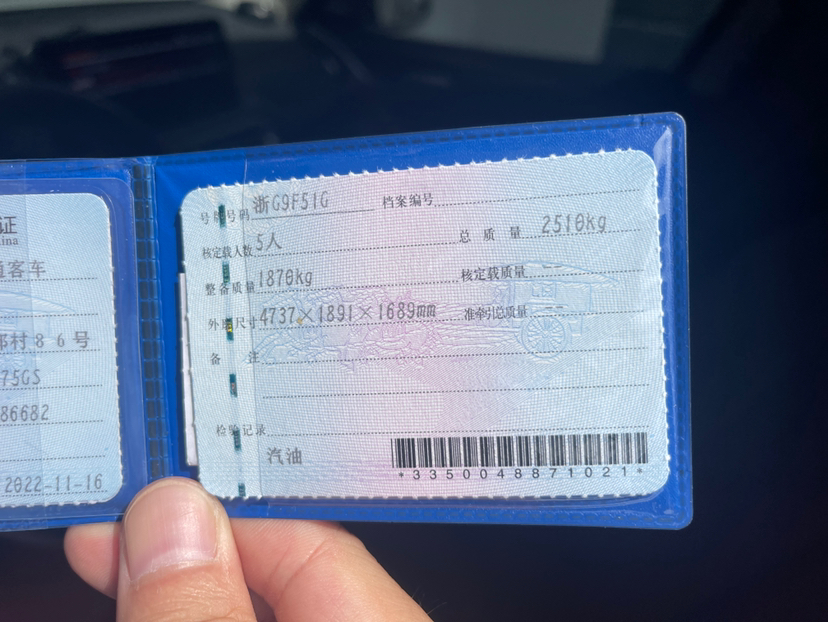 证
ina
通客车
村86号
75GS
86682
2022-11-16
号牌号码 浙G9F51G 档案编号
核定载人数 5人 总质量 2510kg
整备质量 1870kg 核定载质量 --
外廓尺寸 4737×1891×1689mm 准牵引总质量 --
备注
检验记录
汽油
*3350048871021*